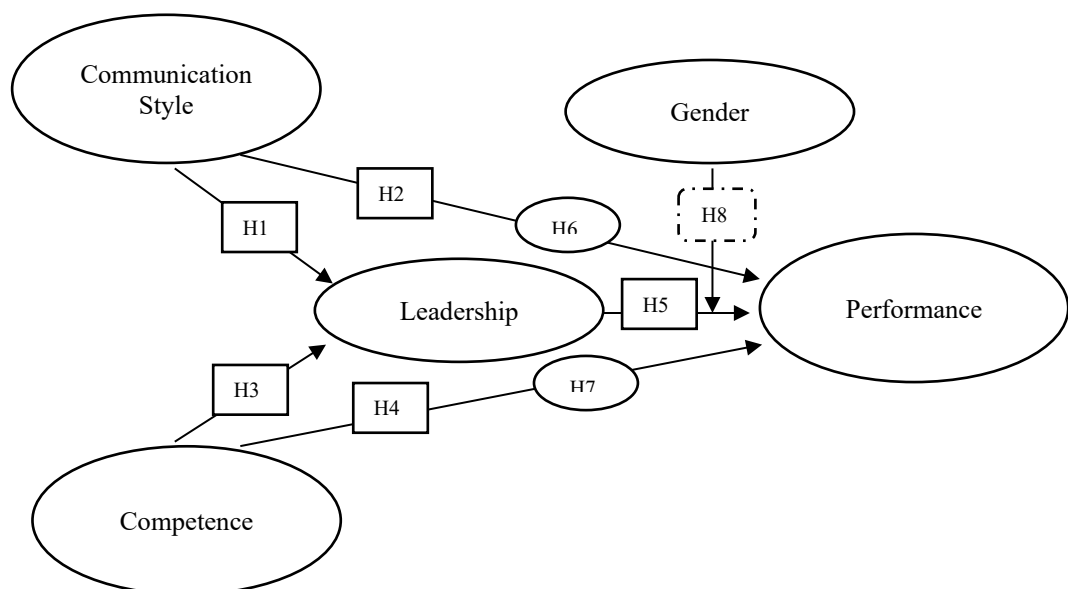 Communication
Style
Gender
H2
H8
H1
H6
Leadership
H5
Performance
H3
H4
H7
Competence